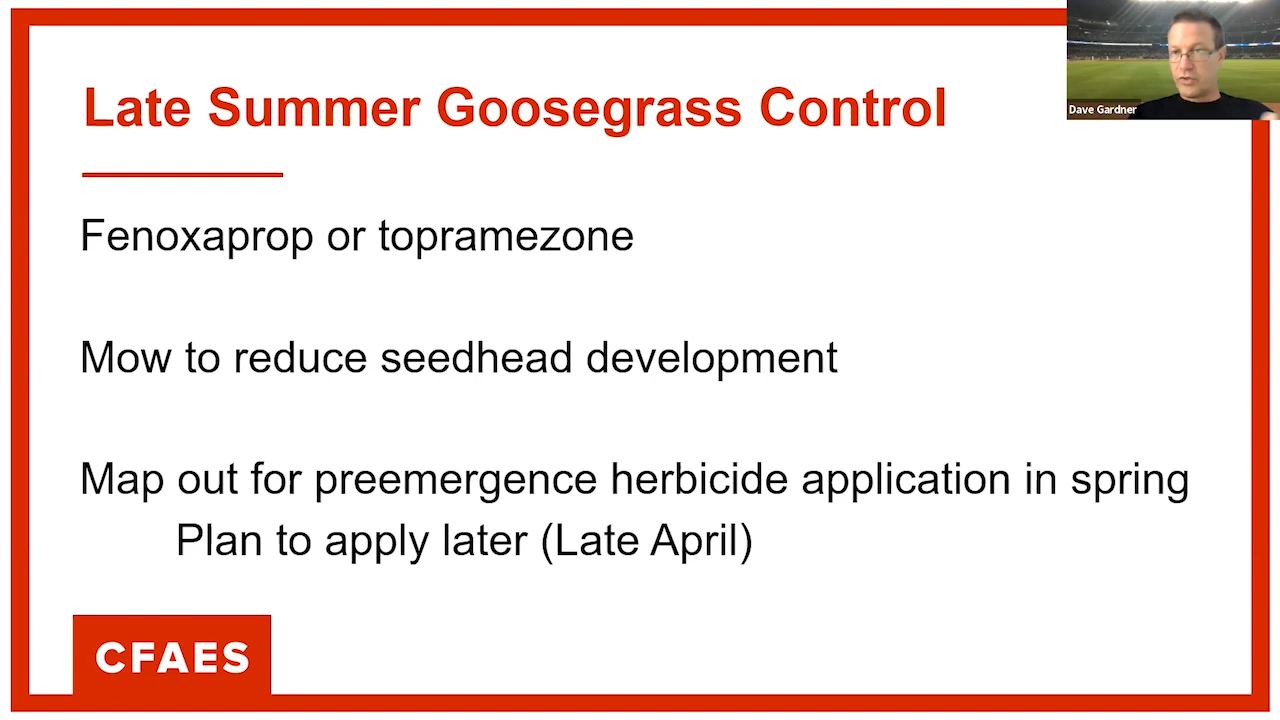 Late Summer Goosegrass Control
Dave Gardner
Fenoxaprop or topramezone
Mow to reduce seedhead development
Map out for preemergence herbicide application in spring
Plan to apply later (Late April)
CFAES